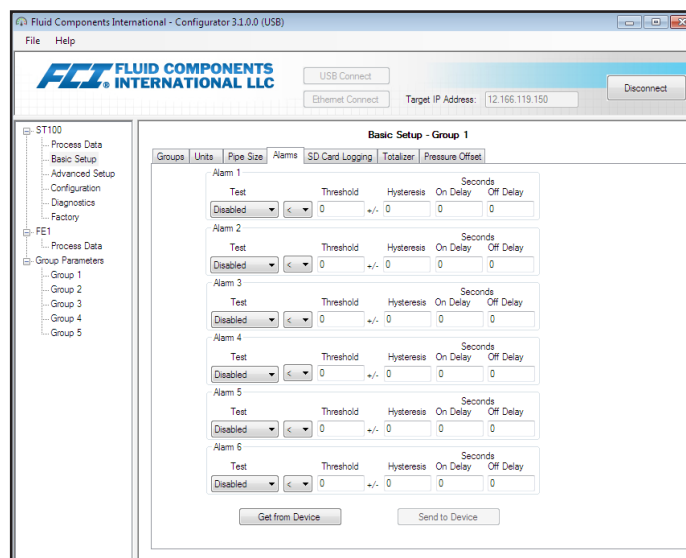 Fluid Components International - Configurator 3.1.0.0 (USB)
File Help
FCI® FLUID COMPONENTS
INTERNATIONAL LLC
USB Connect
Ethernet Connect Target IP Address: 12.166.119.150
Disconnect
ST100
Process Data
Basic Setup
Advanced Setup
Configuration
Diagnostics
Factory
FE1
Process Data
Group Parameters
Group 1
Group 2
Group 3
Group 4
Group 5
Basic Setup - Group 1
Groups Units Pipe Size Alarms SD Card Logging Totalizer Pressure Offset
Alarm 1
Seconds
Test Threshold Hysteresis On Delay Off Delay
Disabled < 0 +/- 0 0 0
Alarm 2
Seconds
Test Threshold Hysteresis On Delay Off Delay
Disabled < 0 +/- 0 0 0
Alarm 3
Seconds
Test Threshold Hysteresis On Delay Off Delay
Disabled < 0 +/- 0 0 0
Alarm 4
Seconds
Test Threshold Hysteresis On Delay Off Delay
Disabled < 0 +/- 0 0 0
Alarm 5
Seconds
Test Threshold Hysteresis On Delay Off Delay
Disabled < 0 +/- 0 0 0
Alarm 6
Seconds
Test Threshold Hysteresis On Delay Off Delay
Disabled < 0 +/- 0 0 0
Get from Device Send to Device